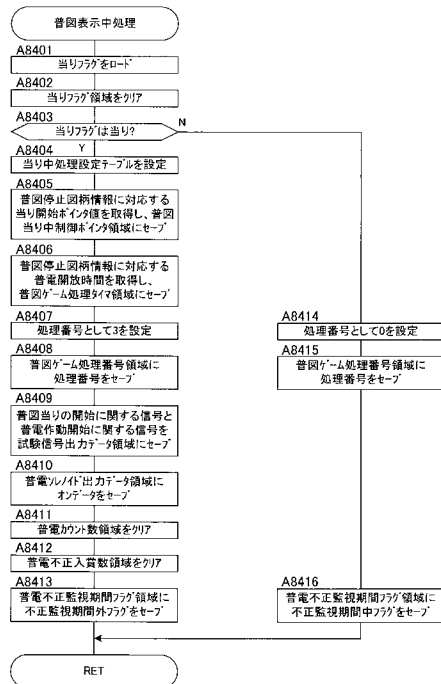 普図表示中処理
A8401
当りフラグをロード
A8402
当りフラグ領域をクリア
A8403
当りフラグは当り?
N
Y
A8404
当り中処理設定テーブルを設定
A8405
普図停止図柄情報に対応する
当り開始ポインタ値を取得し、普図
当り中制御ポインタ領域にセーブ
A8406
普図停止図柄情報に対応する
普電開放時間を取得し、
普図ゲーム処理タイマ領域にセーブ
A8407
処理番号として3を設定
A8408
普図ゲーム処理番号領域に
処理番号をセーブ
A8409
普図当りの開始に関する信号と
普電作動開始に関する信号を
試験信号出力データ領域にセーブ
A8410
普電ソレノイド出力データ領域に
オンデータをセーブ
A8411
普電カウント数領域をクリア
A8412
普電不正入賞数領域をクリア
A8413
普電不正監視期間フラグ領域に
不正監視期間外フラグをセーブ
A8414
処理番号として0を設定
A8415
普図ゲーム処理番号領域に
処理番号をセーブ
A8416
普電不正監視期間フラグ領域に
不正監視期間中フラグをセーブ
RET